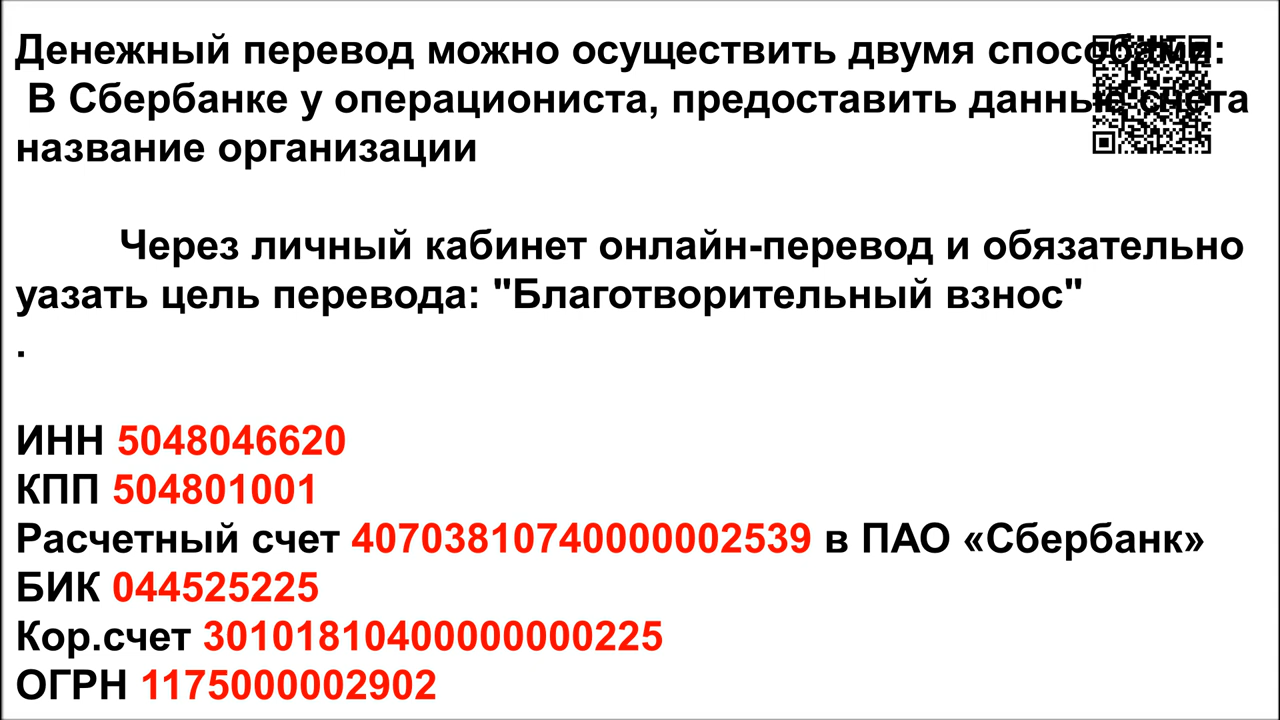 Денежный перевод можно осуществить двумя способами:
В Сбербанке у операциониста, предоставить данные счета
название организации
Через личный кабинет онлайн-перевод и обязательно
уазать цель перевода: "Благотворительный взнос"
.
ИНН 5048046620
КПП 504801001
Расчетный счет 40703810740000002539 в ПАО «Сбербанк»
БИК 044525225
Кор.счет 30101810400000000225
ОГРН 1175000002902